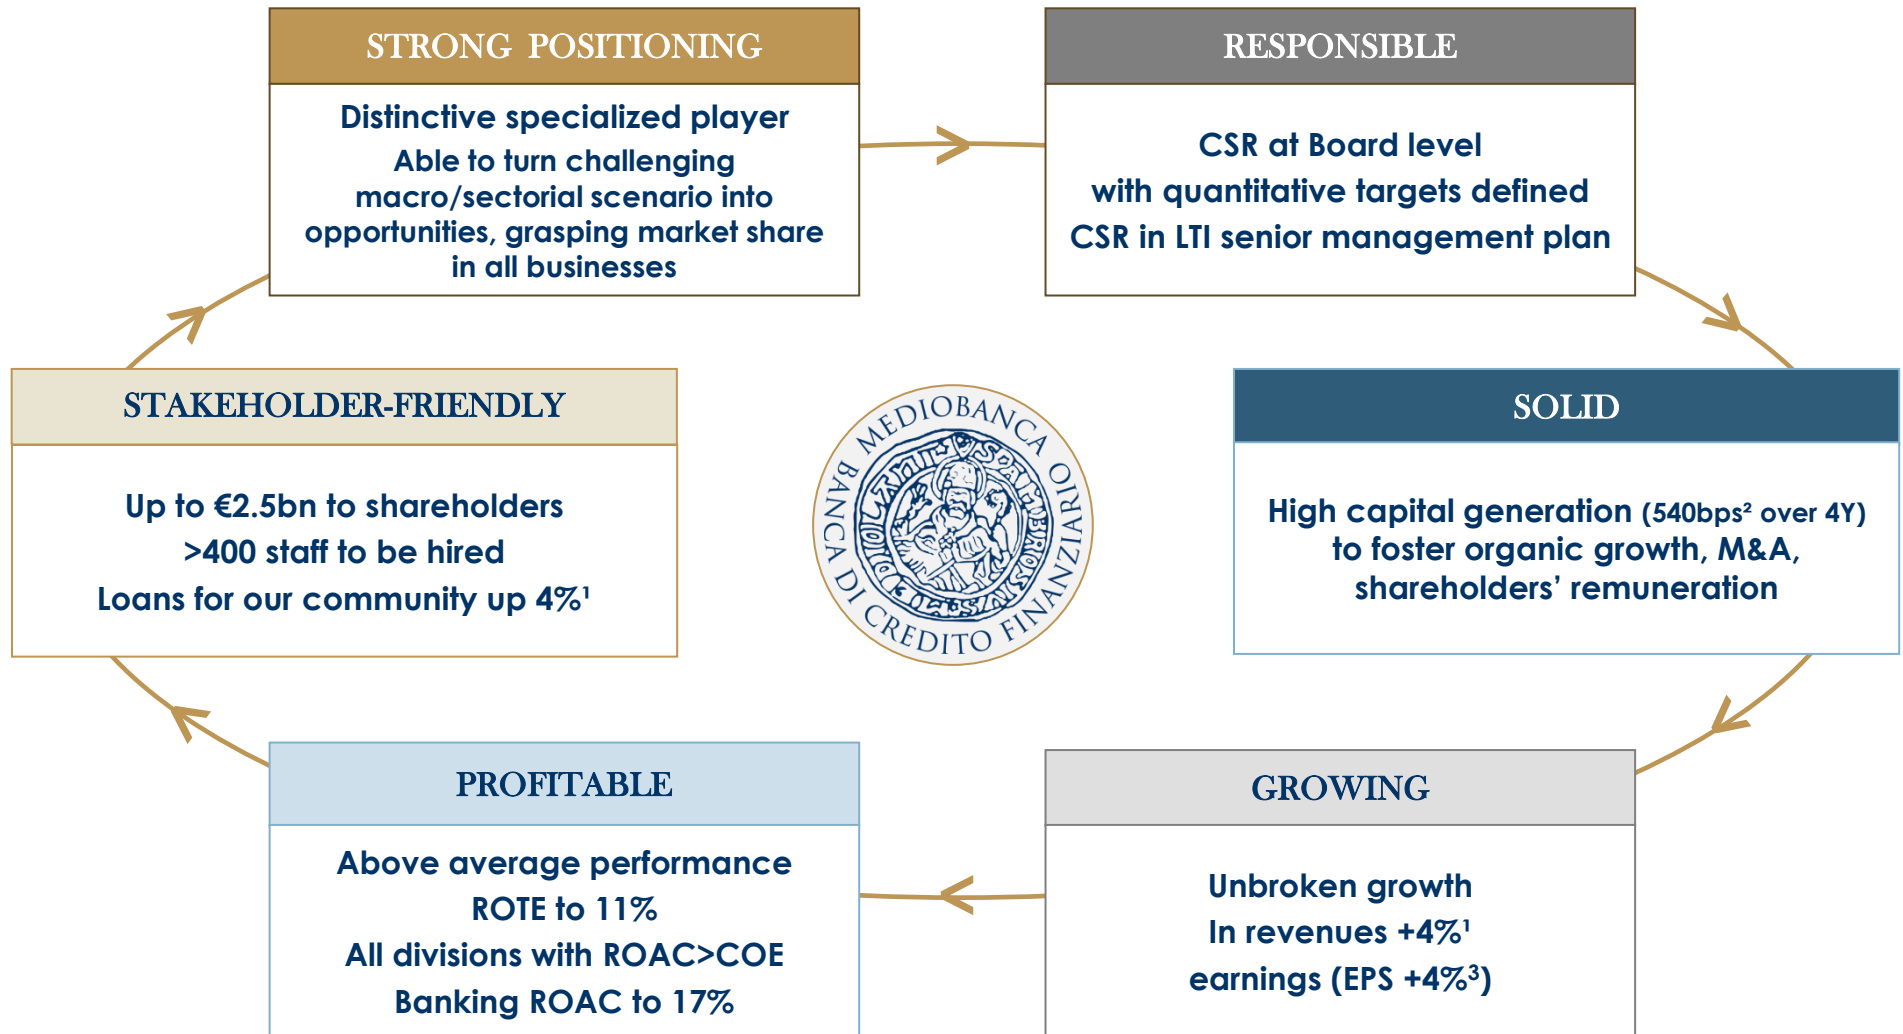 STRONG POSITIONING
Distinctive specialized player
Able to turn challenging
macro/sectorial scenario into
opportunities, grasping market share
in all businesses
RESPONSIBLE
CSR at Board level
with quantitative targets defined
CSR in LTI senior management plan
STAKEHOLDER-FRIENDLY
Up to €2.5bn to shareholders
>400 staff to be hired
Loans for our community up 4%¹
MEDIOBANCA
BANCA DI CREDITO FINANZIARIO
SOLID
High capital generation (540bps² over 4Y)
to foster organic growth, M&A,
shareholders’ remuneration
PROFITABLE
Above average performance
ROTE to 11%
All divisions with ROAC>COE
Banking ROAC to 17%
GROWING
Unbroken growth
In revenues +4%¹
earnings (EPS +4%³)